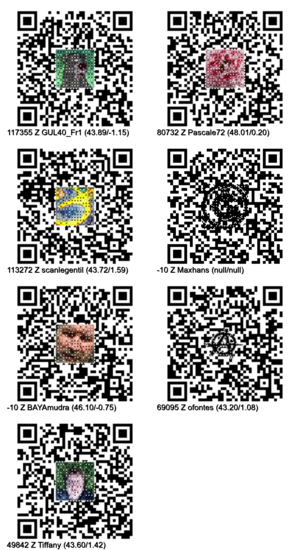 117355 Z GUL40_Fr1 (43.89/-1.15)
80732 Z Pascale72 (48.01/0.20)
113272 Z scanlegentil (43.72/1.59)
-10 Z Maxhans (null/null)
-10 Z BAYAmudra (46.10/-0.75)
69095 Z ofontes (43.20/1.08)
49842 Z Tiffany (43.60/1.42)